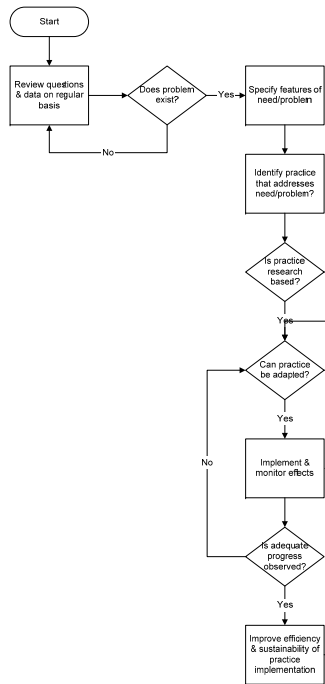 Start
Review questions
& data on regular
basis
Does problem
exist?
Yes
Specify features of
need/problem
No
Identify practice
that addresses
need/problem?
Is practice
research
based?
Yes
Can practice
be adapted?
Yes
No
Implement &
monitor effects
Is adequate
progress
observed?
Yes
Improve efficiency
& sustainability of
practice
implementation